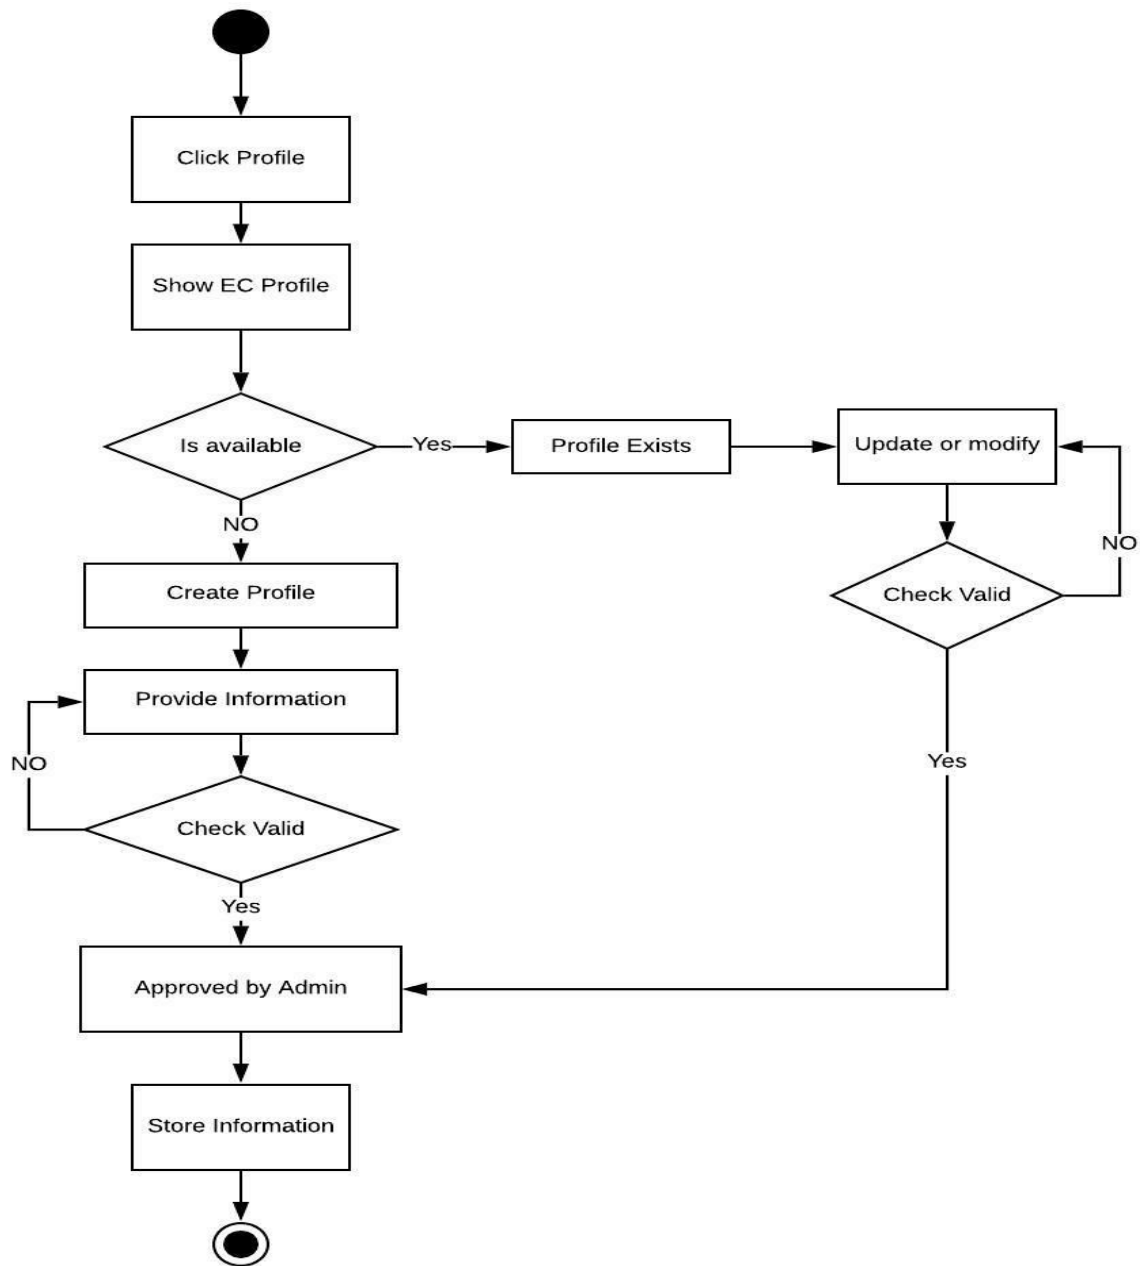 Click Profile
Show EC Profile
Is available
Yes
Profile Exists
Update or modify
NO
NO
Create Profile
Check Valid
Provide Information
NO
Yes
Check Valid
Yes
Approved by Admin
Store Information